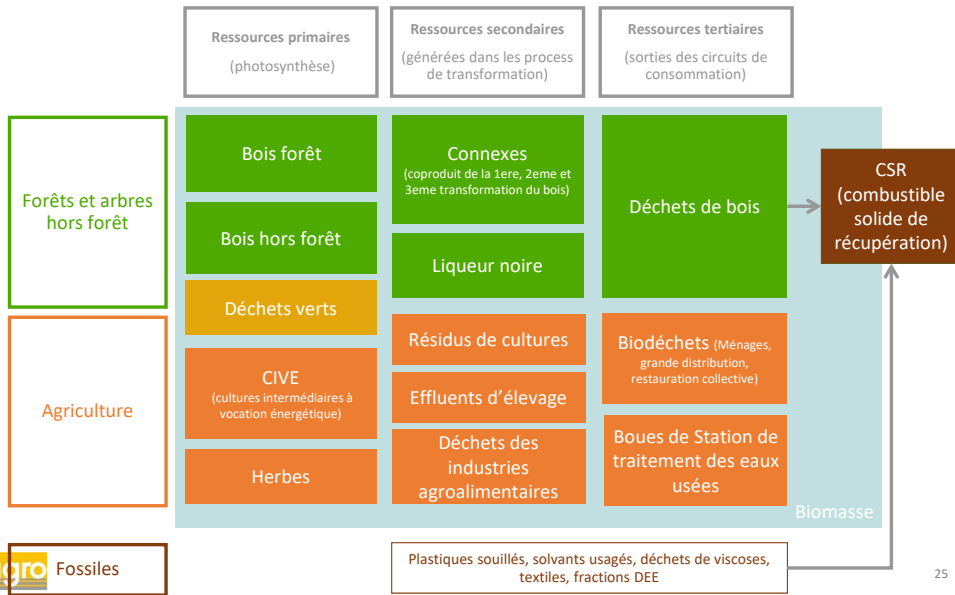 Ressources primaires
(photosynthèse)
Ressources secondaires
(générées dans les process
de transformation)
Ressources tertiaires
(sorties des circuits de
consommation)
Forêts et arbres
hors forêt
Bois forêt
Bois hors forêt
Déchets verts
Connexes
(coproduit de la 1ere, 2eme et
3eme transformation du bois)
Liqueur noire
Déchets de bois
CSR
(combustible
solide de
récupération)
Agriculture
CIVE
(cultures intermédiaires à
vocation énergétique)
Herbes
Résidus de cultures
Effluents d’élevage
Déchets des
industries
agroalimentaires
Biodéchets (Ménages,
grande distribution,
restauration collective)
Boues de Station de
traitement des eaux
usées
Biomasse
gro
Fossiles
Plastiques souillés, solvants usagés, déchets de viscoses,
textiles, fractions DEE
25